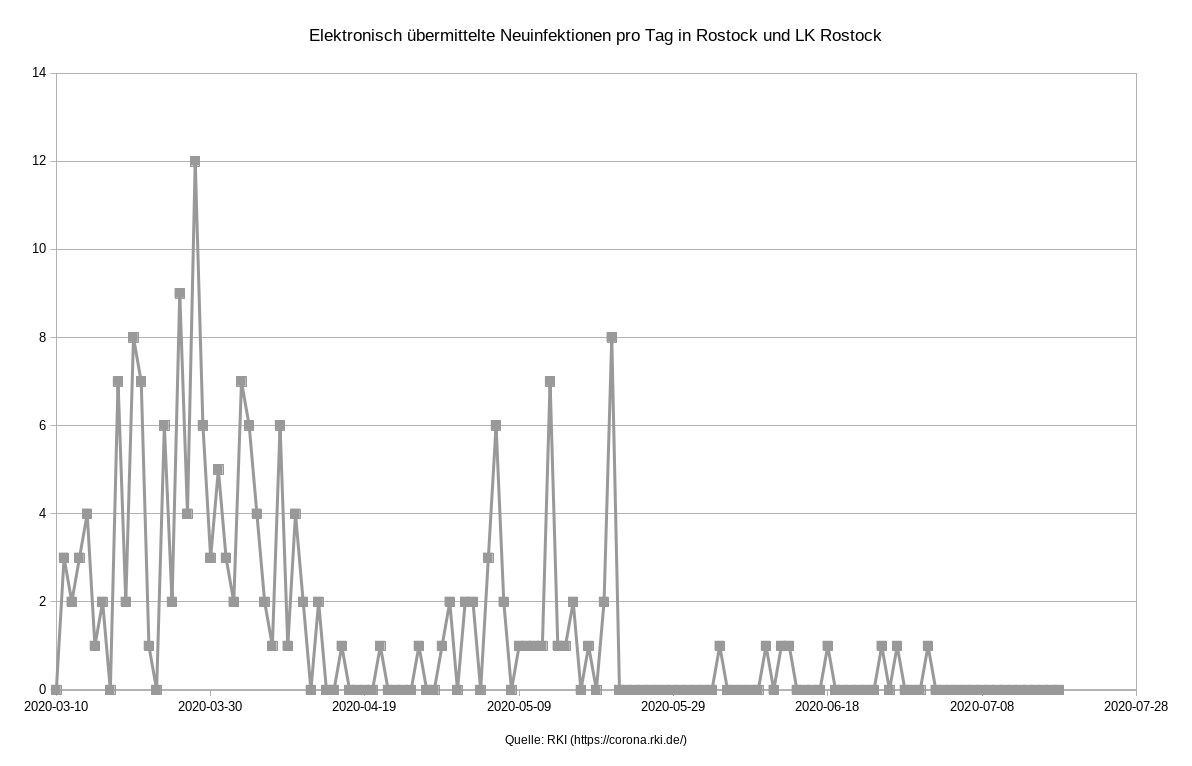 Elektronisch übermittelte Neuinfektionen pro Tag in Rostock und LK Rostock
14
12
10
8
6
4
2
0
2020-03-10 2020-03-30 2020-04-19 2020-05-09 2020-05-29 2020-06-18 2020-07-08 2020-07-28
Quelle: RKI (https://corona.rki.de/)